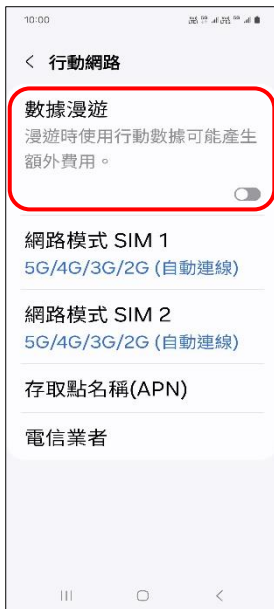 10:00
行動網路
數據漫遊
漫遊時使用行動數據可能產生
額外費用。
網路模式 SIM 1
5G/4G/3G/2G (自動連線)
網路模式 SIM 2
5G/4G/3G/2G (自動連線)
存取點名稱(APN)
電信業者